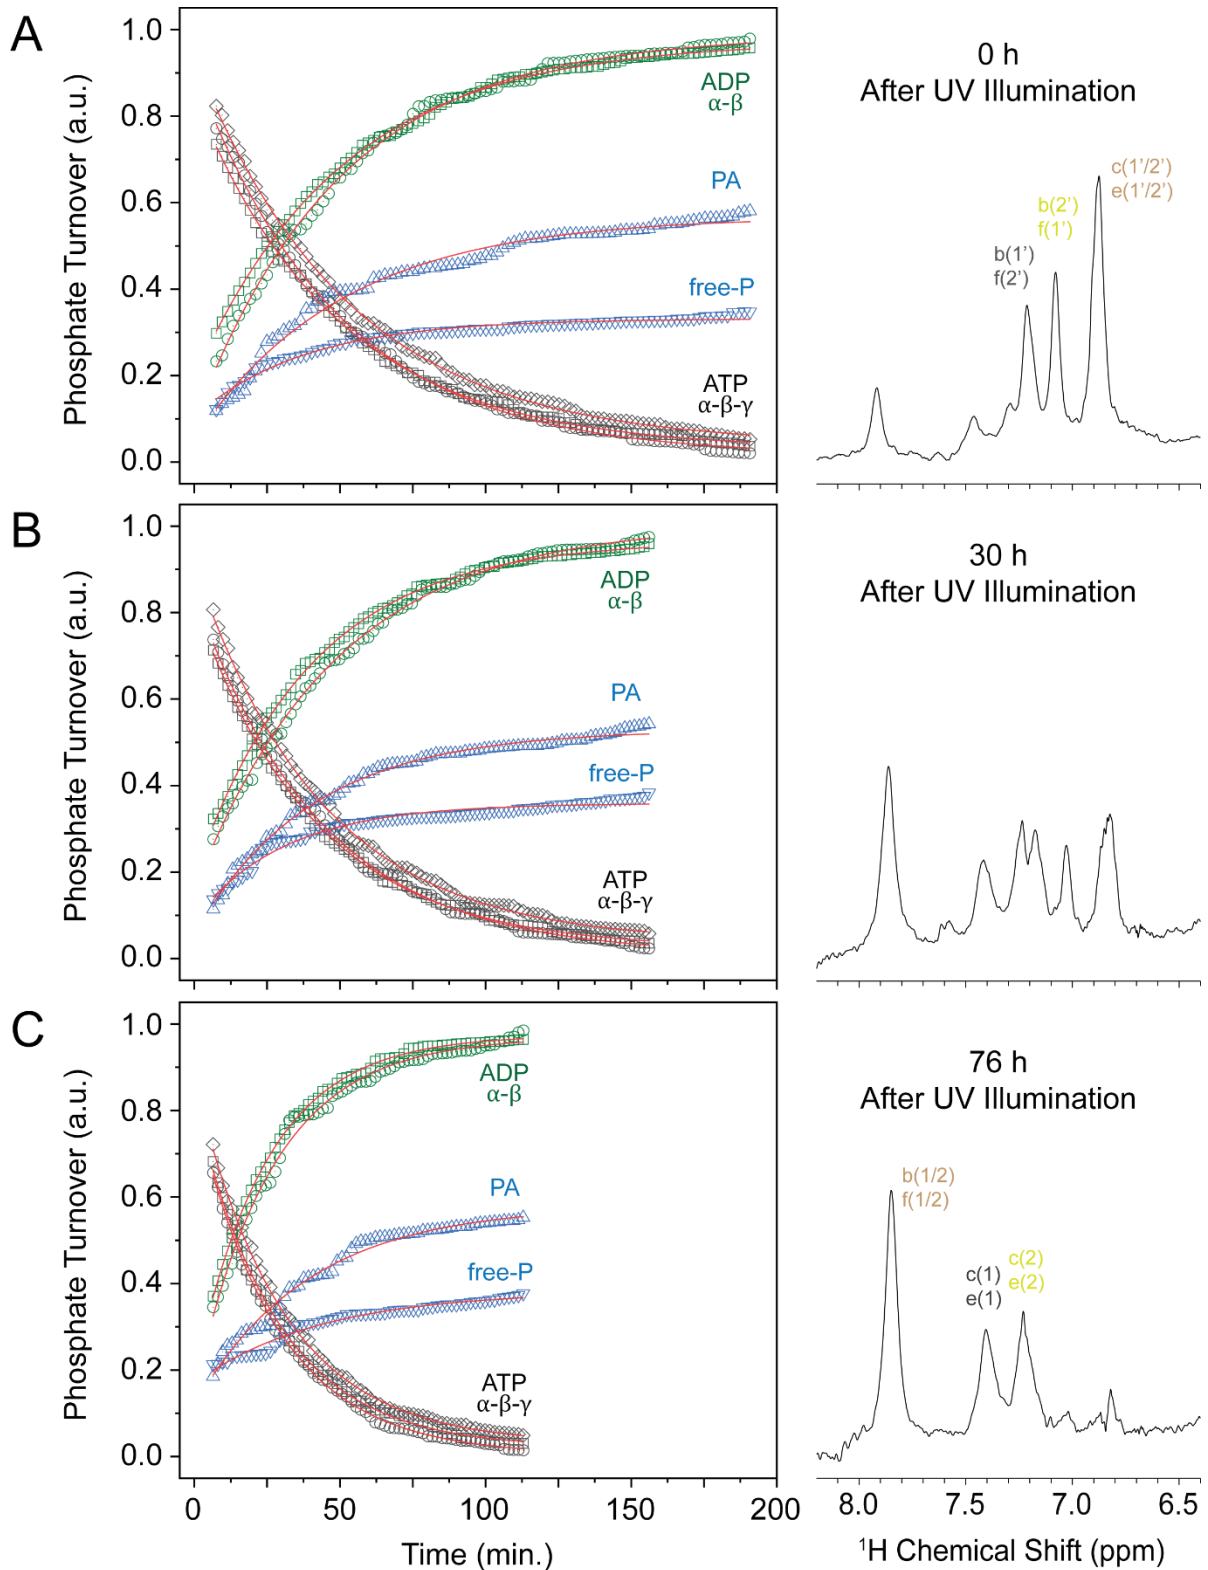 A
Phosphate Turnover (a.u.)
1.0
0.8
0.6
0.4
0.2
0.0
ADP
α-β
PA
free-P
ATP
α-β-γ
0 h
After UV Illumination
c(1'/2')
e(1'/2')
b(2')
f(1')
b(1')
f(2')
B
Phosphate Turnover (a.u.)
1.0
0.8
0.6
0.4
0.2
0.0
ADP
α-β
PA
free-P
ATP
α-β-γ
30 h
After UV Illumination
C
Phosphate Turnover (a.u.)
1.0
0.8
0.6
0.4
0.2
0.0
ADP
α-β
PA
free-P
ATP
α-β-γ
0 50 100 150 200
Time (min.)
76 h
After UV Illumination
b(1/2)
f(1/2)
c(1)
e(1)
c(2)
e(2)
8.0 7.5 7.0 6.5
¹H Chemical Shift (ppm)